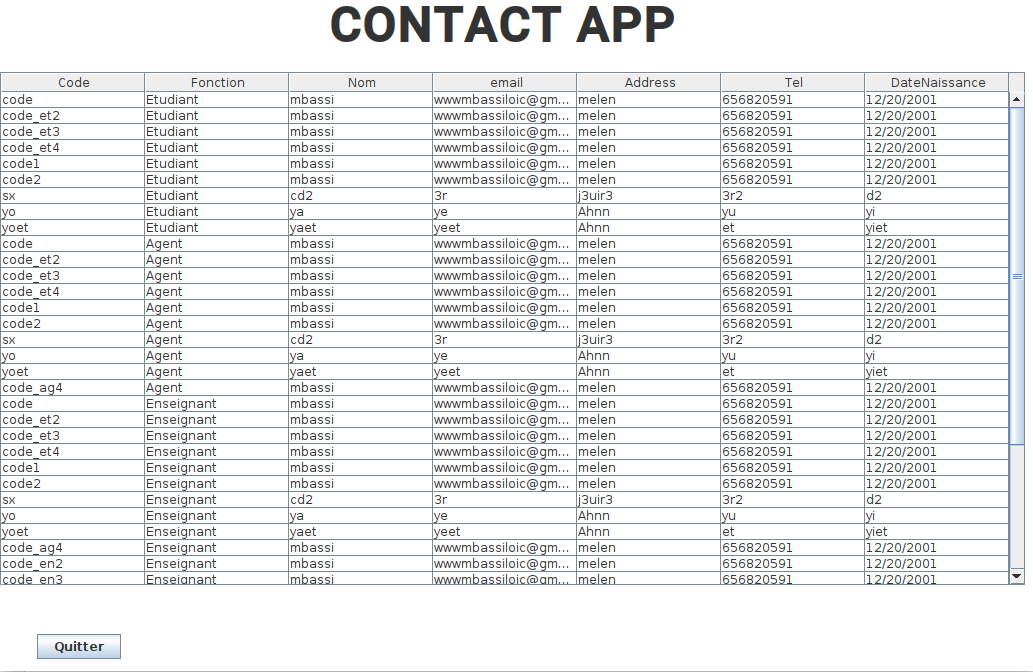 CONTACT APP
Code Fonction Nom email Address Tel DateNaissance
code Etudiant mbassi wwwmbassiloic@gm... melen 656820591 12/20/2001
code_et2 Etudiant mbassi wwwmbassiloic@gm... melen 656820591 12/20/2001
code_et3 Etudiant mbassi wwwmbassiloic@gm... melen 656820591 12/20/2001
code_et4 Etudiant mbassi wwwmbassiloic@gm... melen 656820591 12/20/2001
code1 Etudiant mbassi wwwmbassiloic@gm... melen 656820591 12/20/2001
code2 Etudiant mbassi wwwmbassiloic@gm... melen 656820591 12/20/2001
sx Etudiant cd2 3r j3uir3 3r2 d2
yo Etudiant ya ye Ahnn yu yi
yoet Etudiant yaet yeet Ahnn et yiet
code Agent mbassi wwwmbassiloic@gm... melen 656820591 12/20/2001
code_et2 Agent mbassi wwwmbassiloic@gm... melen 656820591 12/20/2001
code_et3 Agent mbassi wwwmbassiloic@gm... melen 656820591 12/20/2001
code_et4 Agent mbassi wwwmbassiloic@gm... melen 656820591 12/20/2001
code1 Agent mbassi wwwmbassiloic@gm... melen 656820591 12/20/2001
code2 Agent mbassi wwwmbassiloic@gm... melen 656820591 12/20/2001
sx Agent cd2 3r j3uir3 3r2 d2
yo Agent ya ye Ahnn yu yi
yoet Agent yaet yeet Ahnn et yiet
code_ag4 Agent mbassi wwwmbassiloic@gm... melen 656820591 12/20/2001
code Enseignant mbassi wwwmbassiloic@gm... melen 656820591 12/20/2001
code_et2 Enseignant mbassi wwwmbassiloic@gm... melen 656820591 12/20/2001
code_et3 Enseignant mbassi wwwmbassiloic@gm... melen 656820591 12/20/2001
code_et4 Enseignant mbassi wwwmbassiloic@gm... melen 656820591 12/20/2001
code1 Enseignant mbassi wwwmbassiloic@gm... melen 656820591 12/20/2001
code2 Enseignant mbassi wwwmbassiloic@gm... melen 656820591 12/20/2001
sx Enseignant cd2 3r j3uir3 3r2 d2
yo Enseignant ya ye Ahnn yu yi
yoet Enseignant yaet yeet Ahnn et yiet
code_ag4 Enseignant mbassi wwwmbassiloic@gm... melen 656820591 12/20/2001
code_en2 Enseignant mbassi wwwmbassiloic@gm... melen 656820591 12/20/2001
code_en3 Enseignant mbassi wwwmbassiloic@gm... melen 656820591 12/20/2001
Quitter